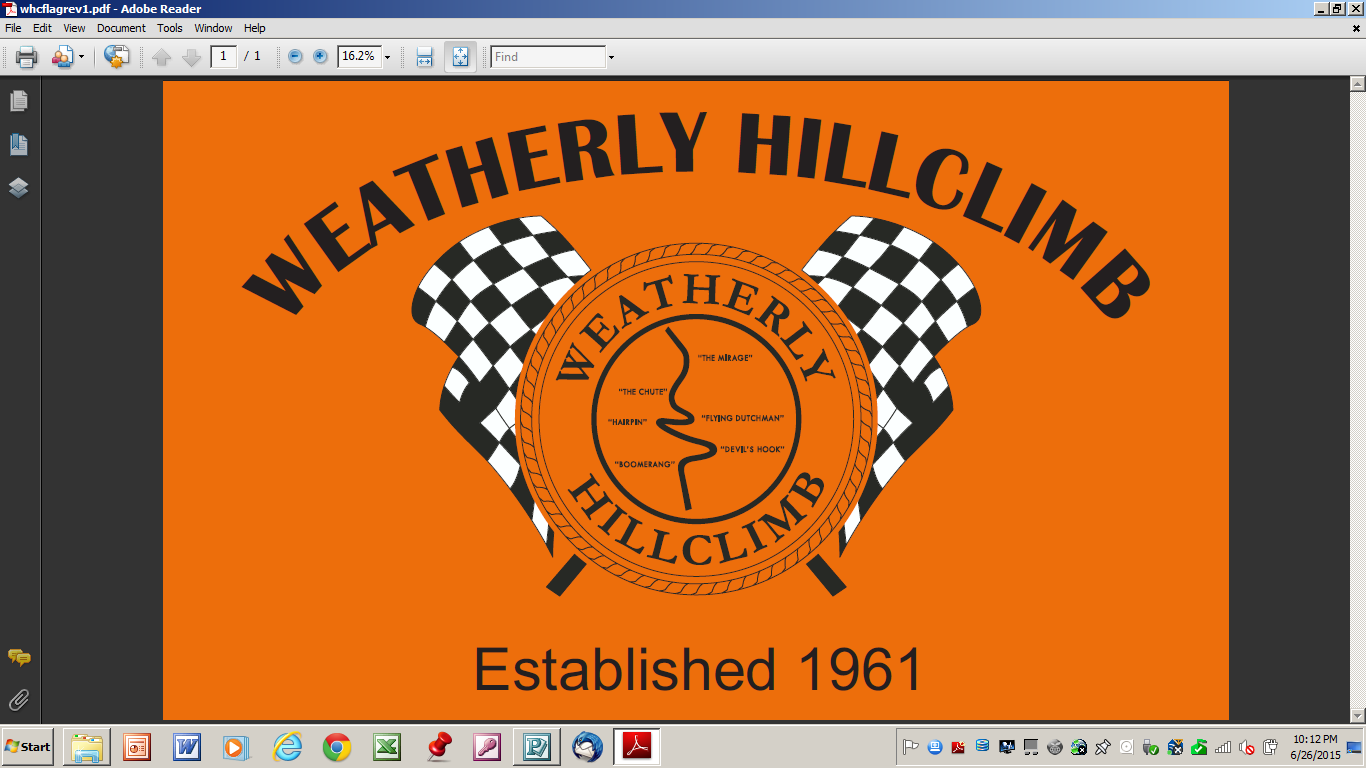 whcflagrev1.pdf - Adobe Reader
File Edit View Document Tools Window Help
1 / 1 16.2% Find
WEATHERLY HILLCLIMB
WEATHERLY
"THE MIRAGE"
"THE CHUTE"
"HAIRPIN" "FLYING DUTCHMAN"
"DEVIL'S HOOK"
"BOOMERANG"
HILLCLIMB
Established 1961
Start
10:12 PM
6/26/2015